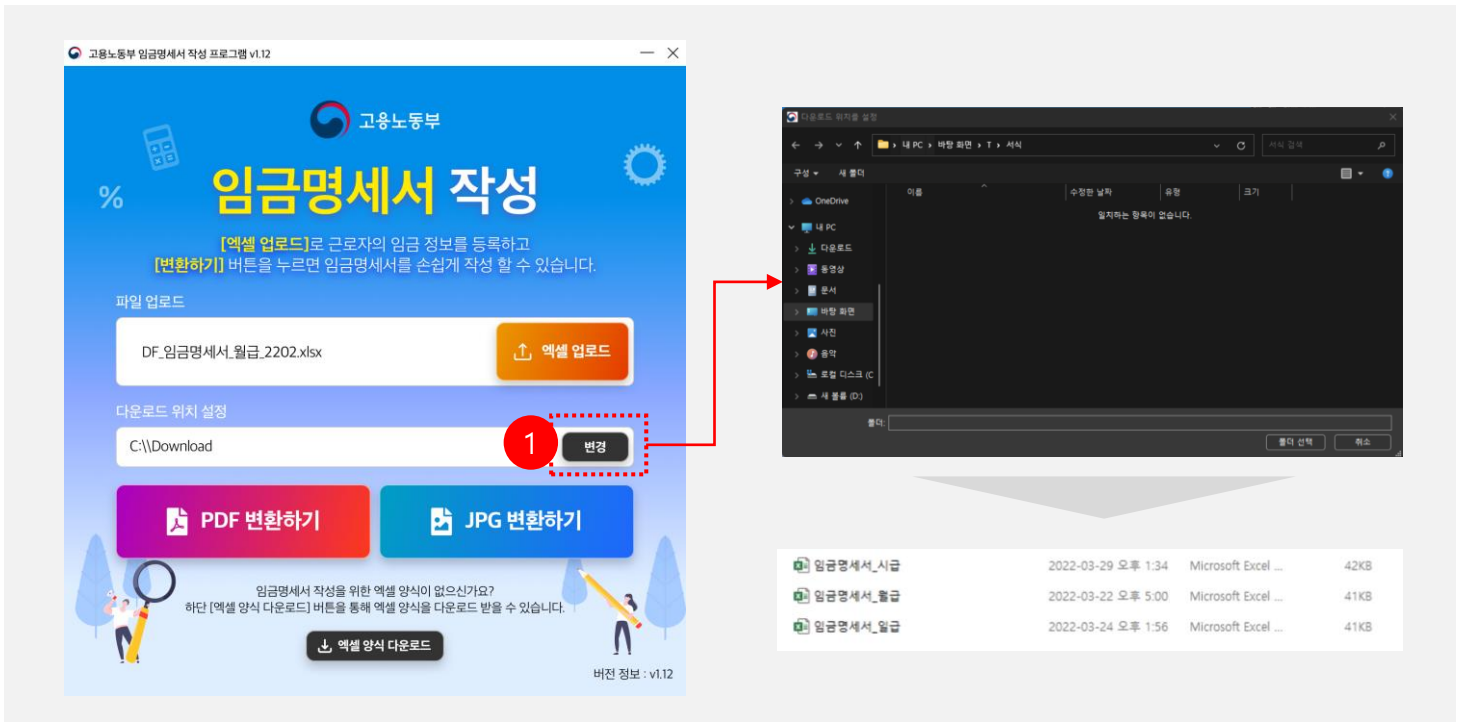 고용노동부 임금명세서 작성 프로그램 v1.12
고용노동부
%
임금명세서 작성
[엑셀 업로드]로 근로자의 임금 정보를 등록하고
[변환하기] 버튼을 누르면 임금명세서를 손쉽게 작성 할 수 있습니다.
파일 업로드
DF_임금명세서_월급_2202.xlsx
엑셀 업로드
다운로드 위치 설정
C:\\Download
1
변경
PDF 변환하기
JPG 변환하기
임금명세서 작성을 위한 엑셀 양식이 없으신가요?
하단 [엑셀 양식 다운로드] 버튼을 통해 엑셀 양식을 다운로드 받을 수 있습니다.
엑셀 양식 다운로드
버전 정보 : v1.12
다운로드 위치를 설정
내 PC › 바탕 화면 › T › 서식
서식 검색
구성 새 폴더
이름 수정한 날짜 유형 크기
일치하는 항목이 없습니다.
OneDrive
내 PC
다운로드
동영상
문서
바탕 화면
사진
음악
로컬 디스크 (C
새 볼륨 (D:)
폴더:
폴더 선택 취소
임금명세서_시급 2022-03-29 오후 1:34 Microsoft Excel ... 42KB
임금명세서_월급 2022-03-22 오후 5:00 Microsoft Excel ... 41KB
임금명세서_일급 2022-03-24 오후 1:56 Microsoft Excel ... 41KB